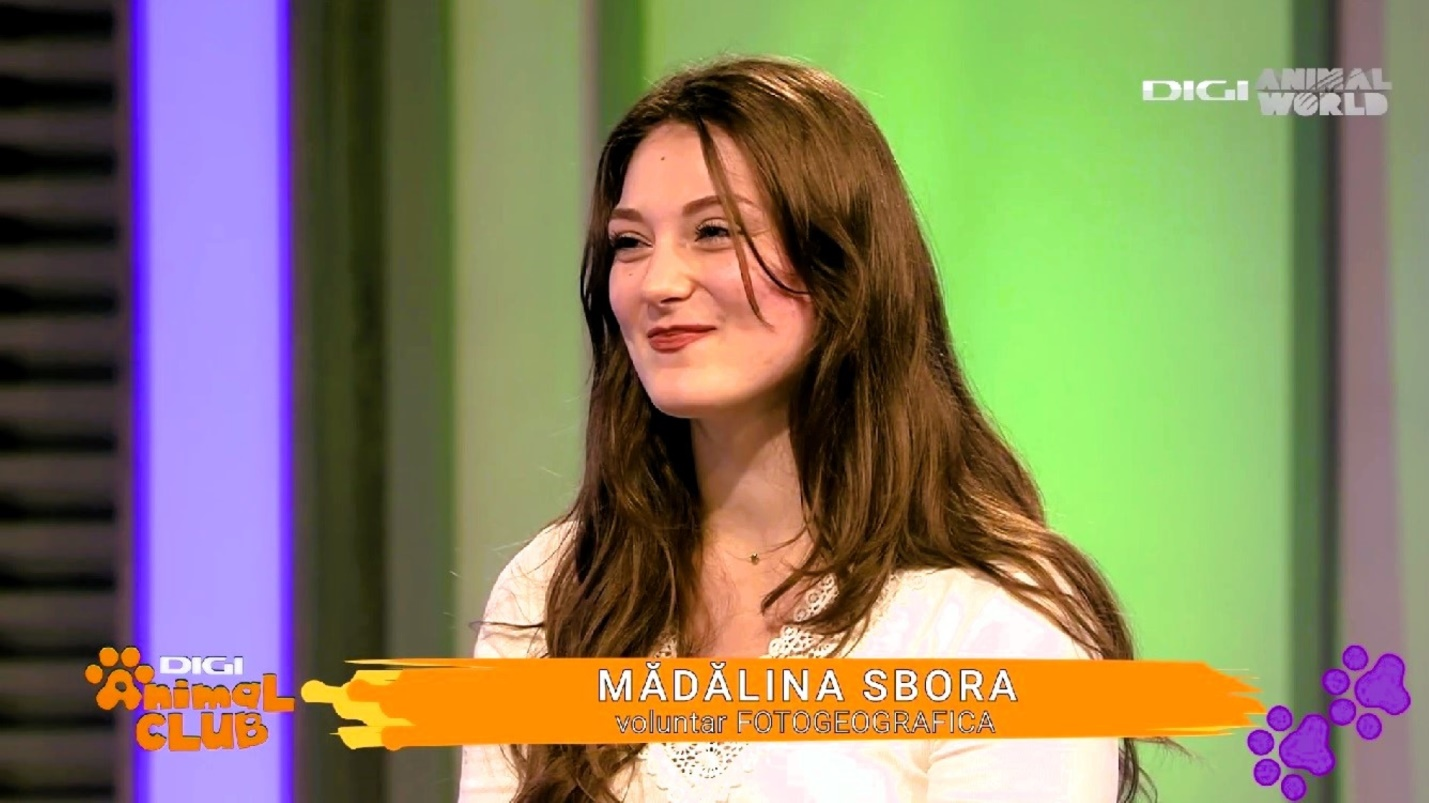 DIGI ANIMAL
WORLD
MĂDĂLINA SBORA
voluntar FOTOGEOGRAFICA
DIGI
Animal
CLUB